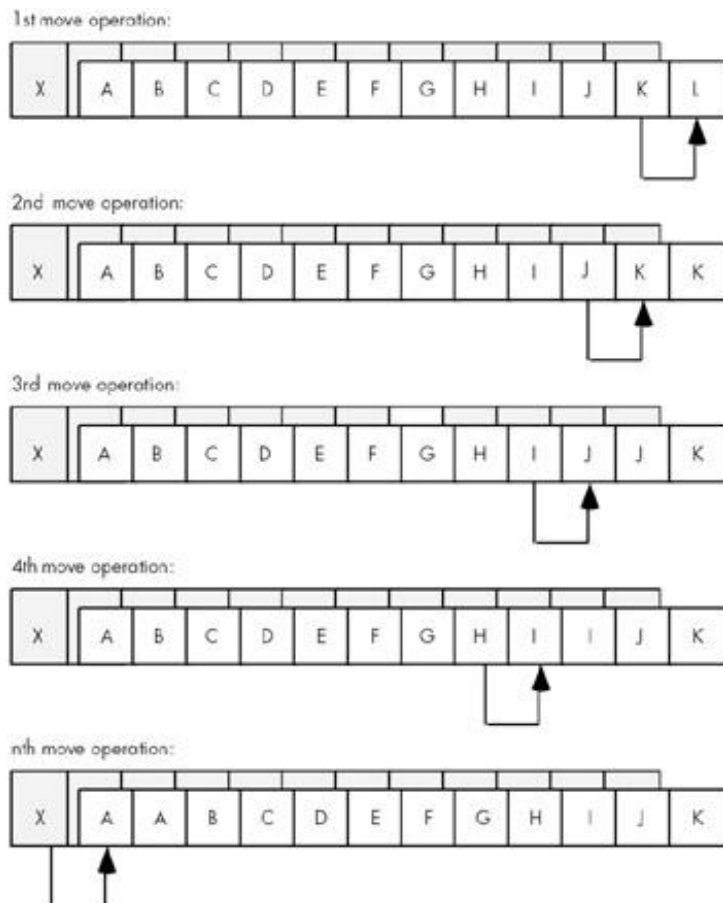 1st move operation:
X A B C D E F G H I J K L
2nd move operation:
X A B C D E F G H I J K K
3rd move operation:
X A B C D E F G H I J J K
4th move operation:
X A B C D E F G H I I J K
nth move operation:
X A A B C D E F G H I J K